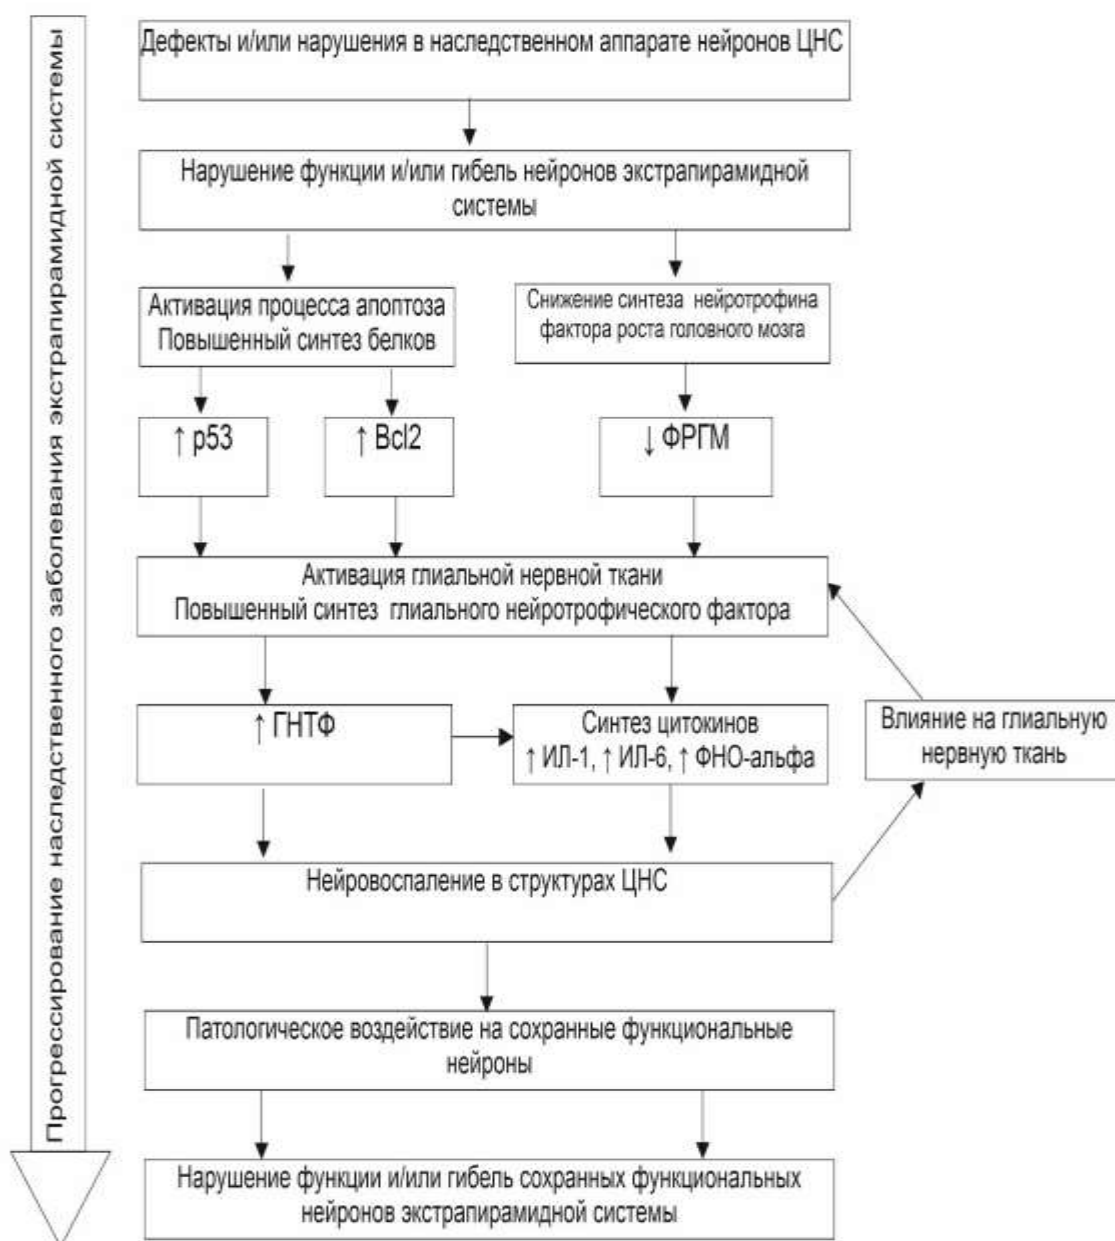 Прогрессирование наследственного заболевания экстрапирамидной системы
Дефекты и/или нарушения в наследственном аппарате нейронов ЦНС
Нарушение функции и/или гибель нейронов экстрапирамидной
системы
Активация процесса апоптоза
Повышенный синтез белков
Снижение синтеза нейротрофина
фактора роста головного мозга
↑ р53
↑ Bcl2
↓ ФРГМ
Активация глиальной нервной ткани
Повышенный синтез глиального нейротрофического фактора
↑ ГНТФ
Синтез цитокинов
↑ ИЛ-1, ↑ ИЛ-6, ↑ ФНО-альфа
Влияние на глиальную
нервную ткань
Нейровоспаление в структурах ЦНС
Патологическое воздействие на сохранные функциональные
нейроны
Нарушение функции и/или гибель сохранных функциональных
нейронов экстрапирамидной системы